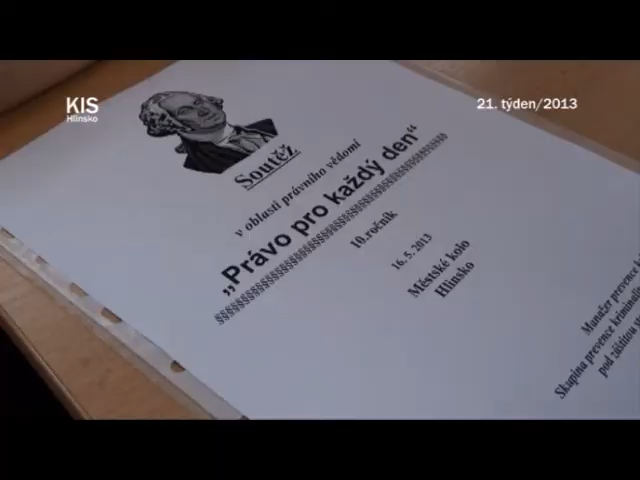 KIS
Hlinsko
21. týden/2013
Soutěž
v oblasti právního vědomí
„Právo pro každý den“
§§§§§§§§§§§§§§§§§§§§§§§§§§§§§§§§§§§§§§§§§§§§
10.ročník
16. 5. 2013
Městské kolo
Hlinsko
Manažer prevence
Skupina prevence
pod záštitou